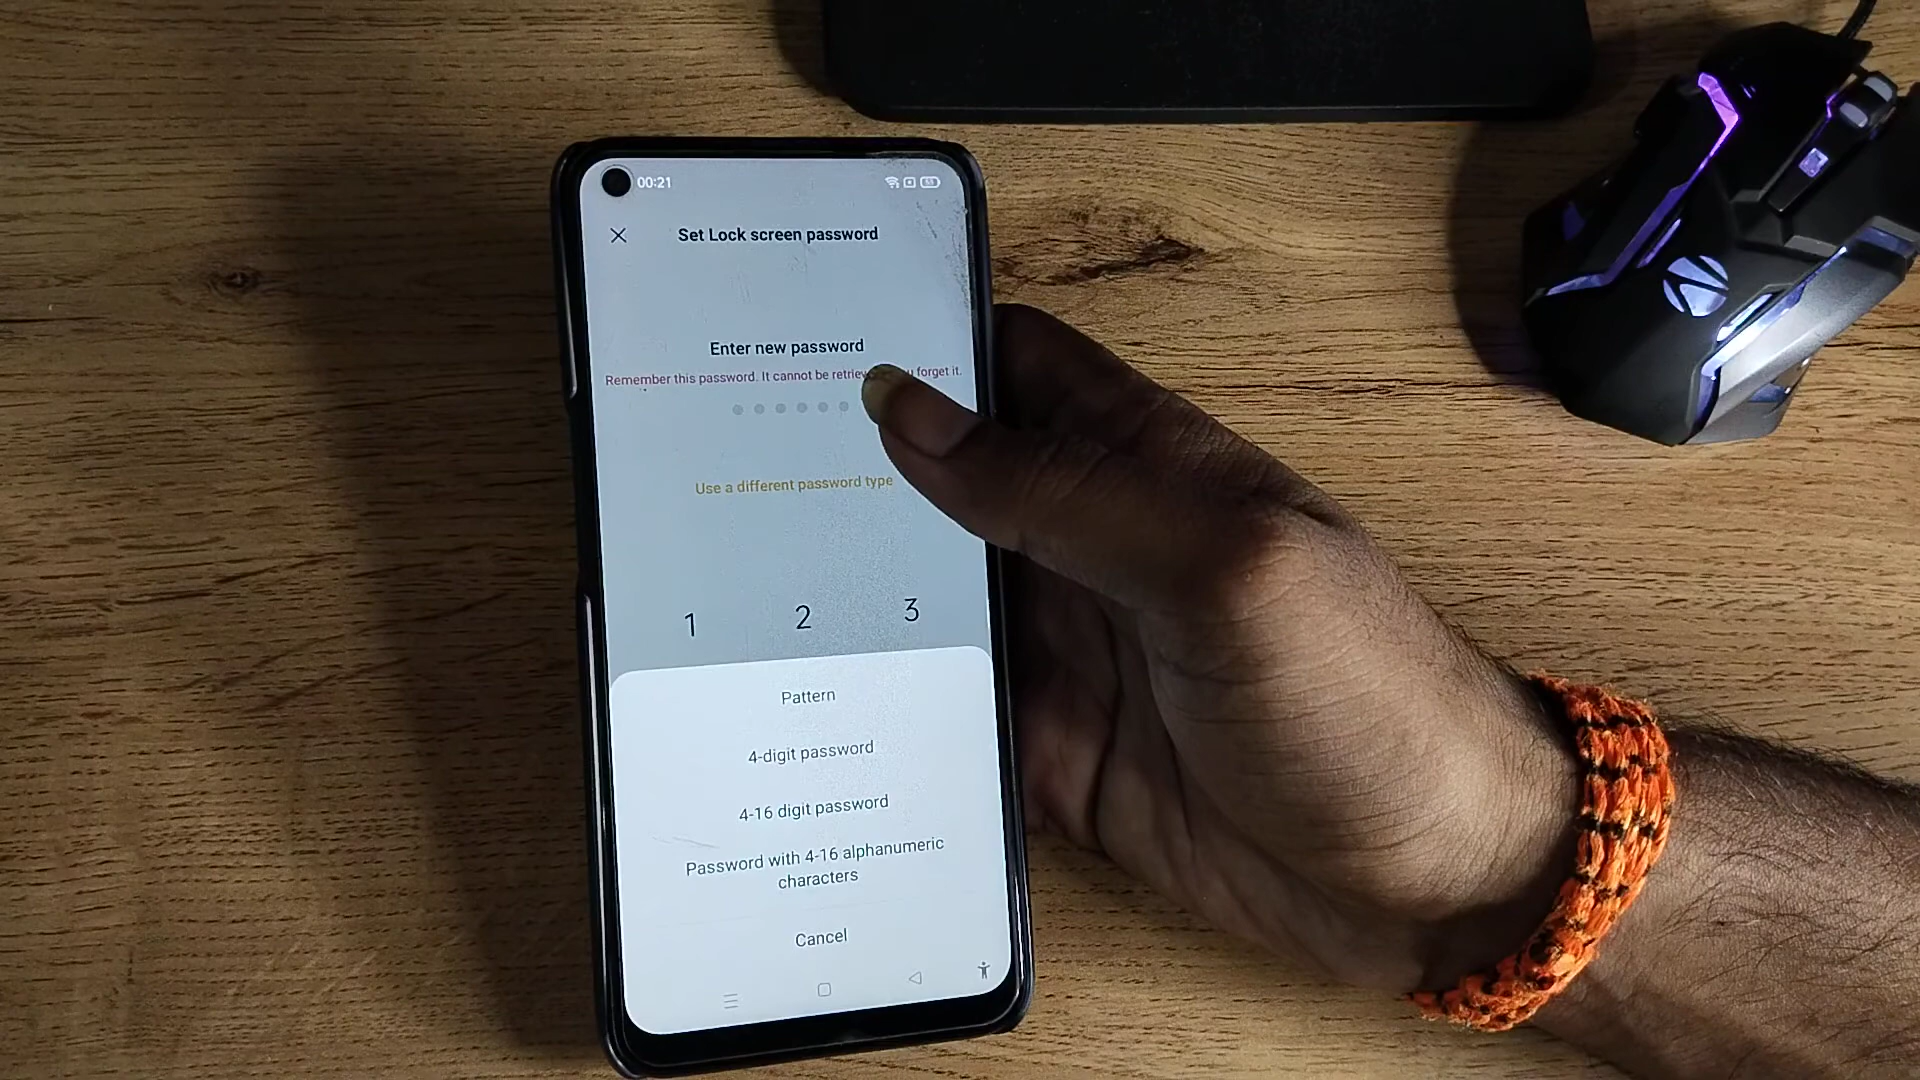 00:21
53
Set Lock screen password
Enter new password
Remember this password. It cannot be forget it.
Use a different password type
1 2 3
Pattern
4-digit password
4-16 digit password
Password with 4-16 alphanumeric
characters
Cancel